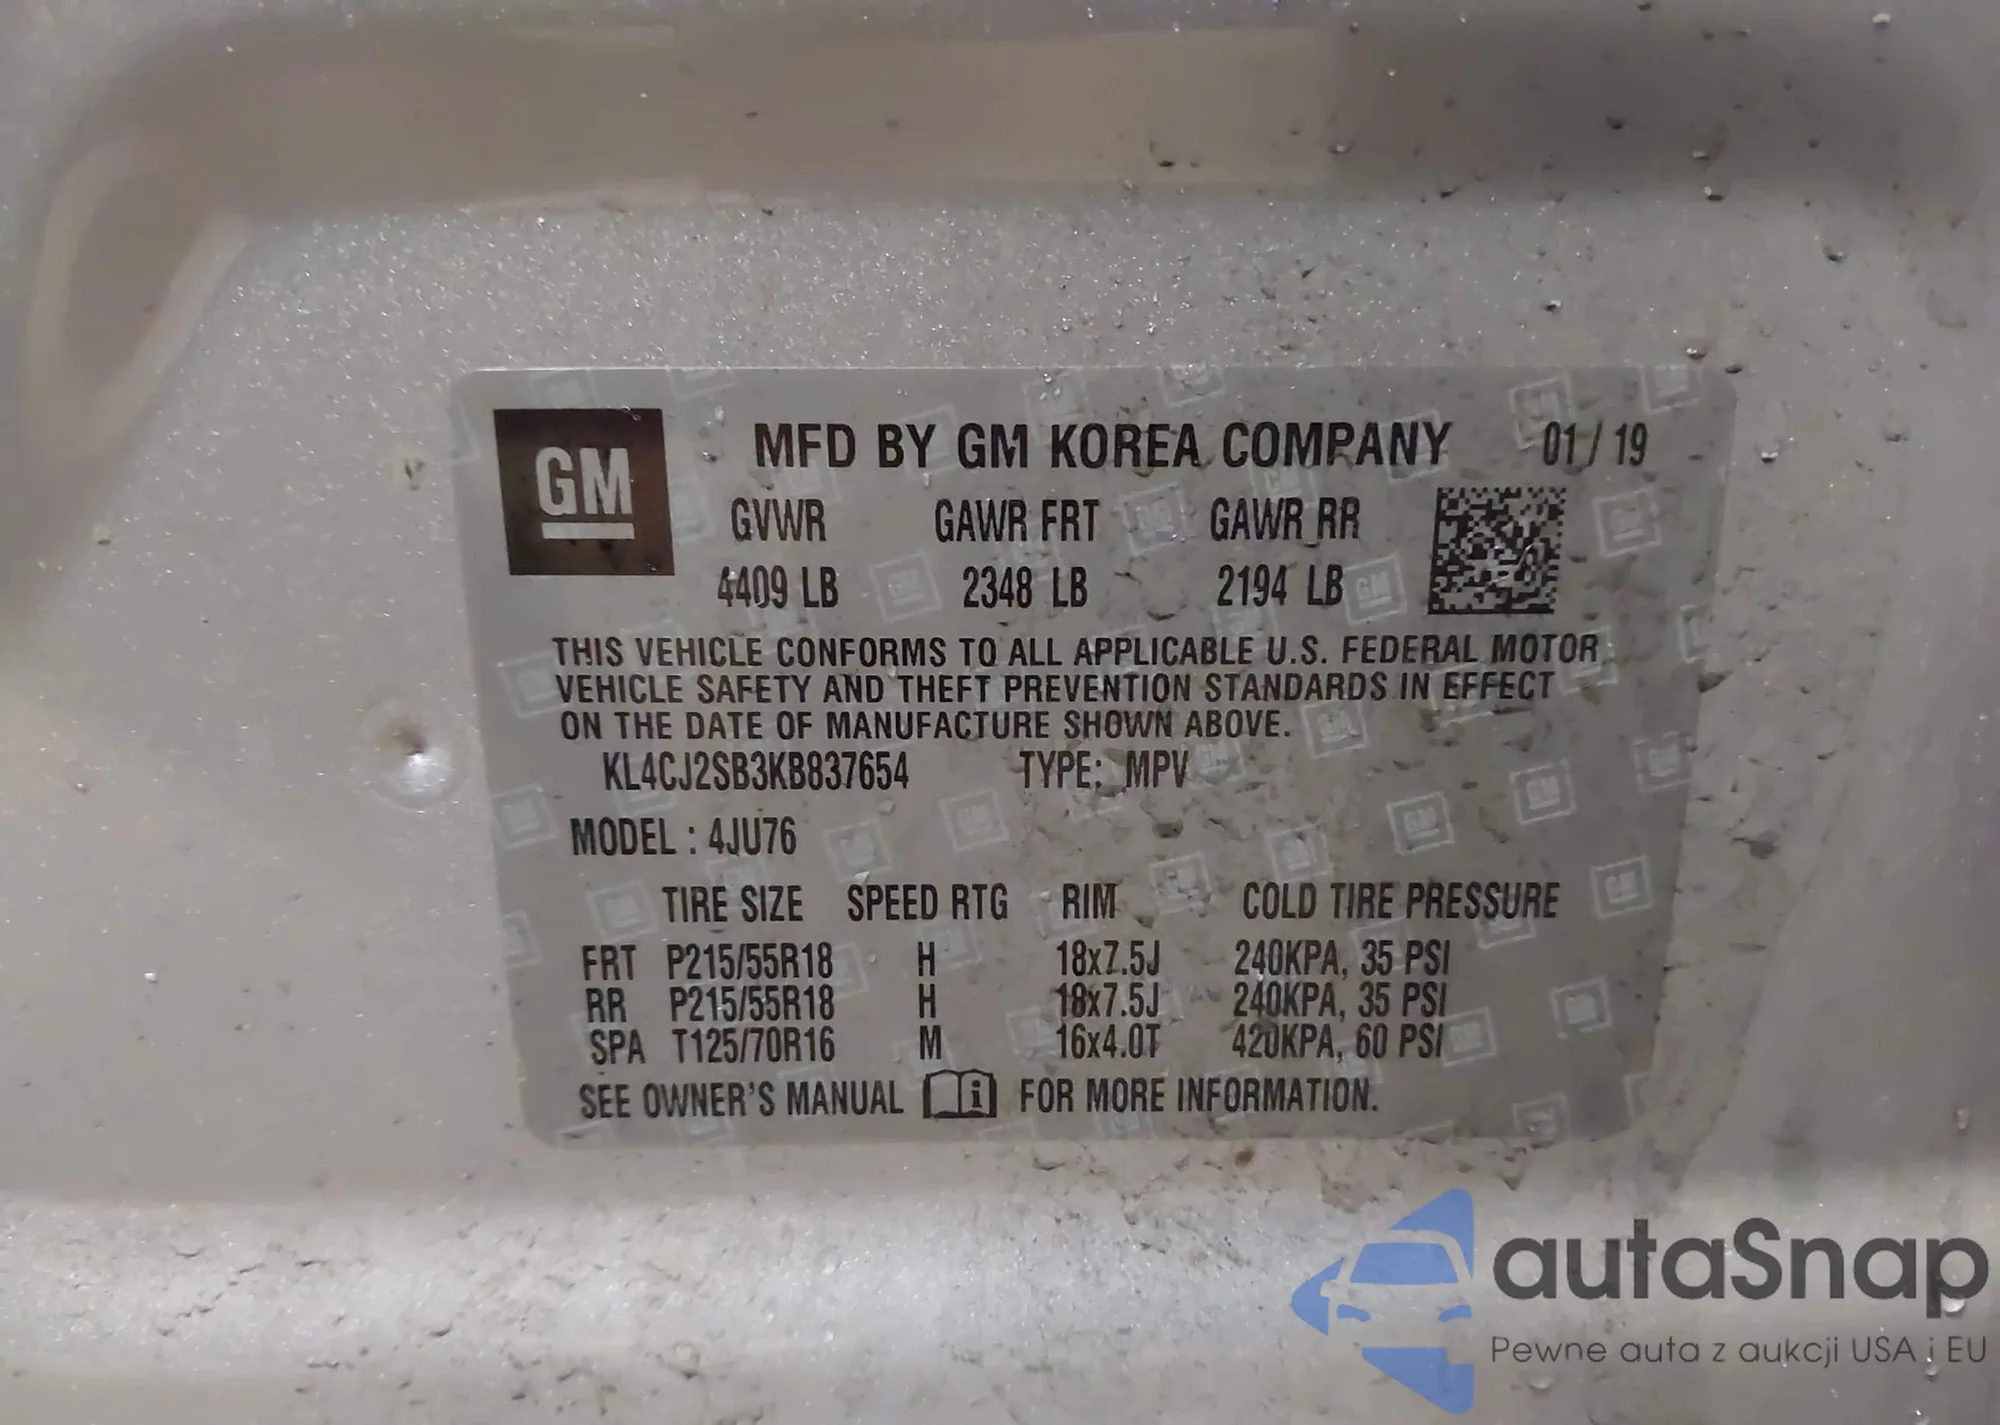 GM
MFD BY GM KOREA COMPANY 01 / 19
GVWR GAWR FRT GAWR RR
4409 LB 2348 LB 2194 LB
THIS VEHICLE CONFORMS TO ALL APPLICABLE U.S. FEDERAL MOTOR
VEHICLE SAFETY AND THEFT PREVENTION STANDARDS IN EFFECT
ON THE DATE OF MANUFACTURE SHOWN ABOVE.
KL4CJ2SB3KB837654 TYPE: MPV
MODEL : 4JU76
TIRE SIZE SPEED RTG RIM COLD TIRE PRESSURE
FRT P215/55R18 H 18x7.5J 240KPA, 35 PSI
RR P215/55R18 H 18x7.5J 240KPA, 35 PSI
SPA T125/70R16 M 16x4.0T 420KPA, 60 PSI
SEE OWNER'S MANUAL i FOR MORE INFORMATION.
autaSnap
Pewne auta z aukcji USA i EU